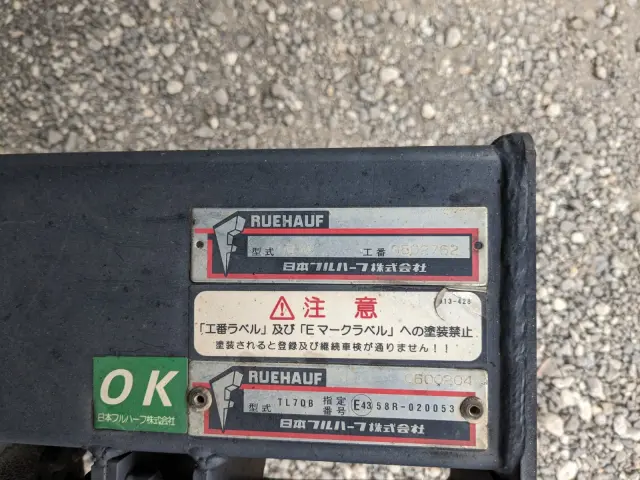 RUEHAUF
型式 工番
日本フルハーフ株式会社
注意
「工番ラベル」及び「Eマークラベル」への塗装禁止
塗装されると登録及び継続車検が通りません!!
OK
日本フルハーフ株式会社
RUEHAUF
型式 TL7QB 指定番号 E43 58R-020053
日本フルハーフ株式会社